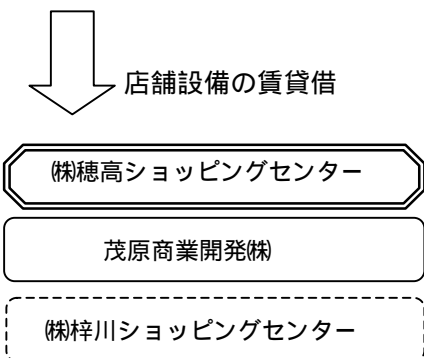 店舗設備の賃貸借
㈱穂高ショッピングセンター
茂原商業開発㈱
㈱梓川ショッピングセンター